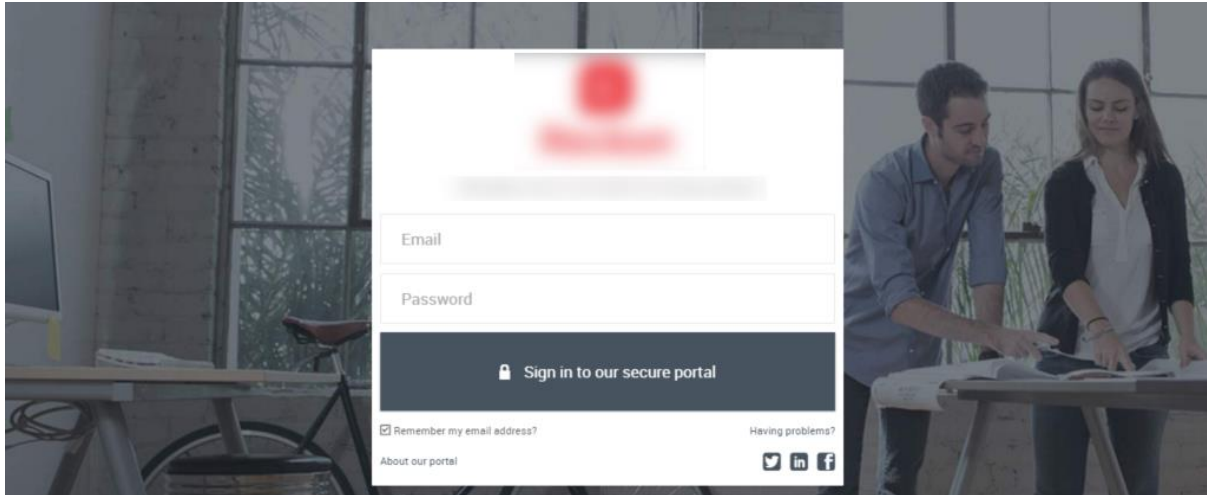 Email
Password
Sign in to our secure portal
Remember my email address?
Having problems?
About our portal